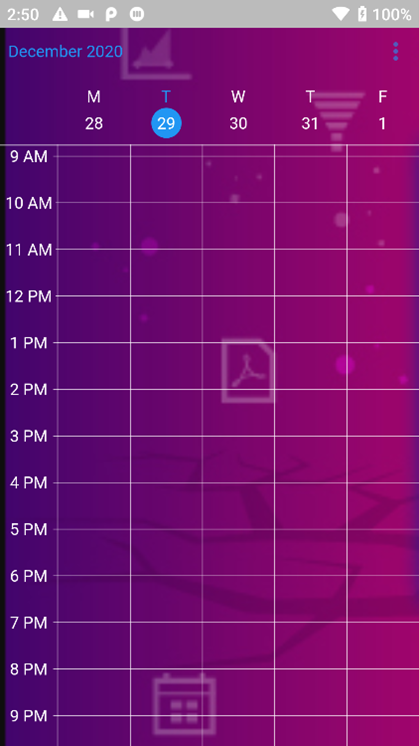 2:50 100%
December 2020
M T W T F
28 29 30 31 1
9 AM
10 AM
11 AM
12 PM
1 PM
2 PM
3 PM
4 PM
5 PM
6 PM
7 PM
8 PM
9 PM